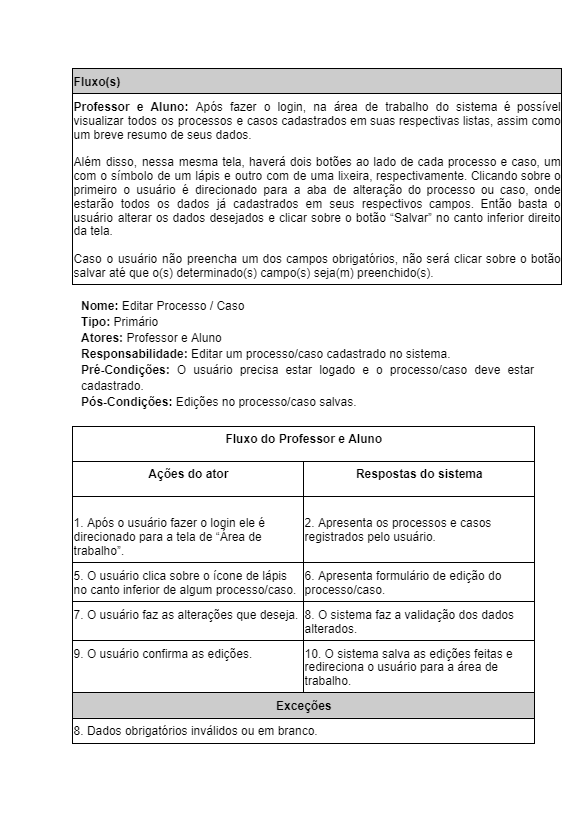 Fluxo(s)
Professor e Aluno: Após fazer o login, na área de trabalho do sistema é possível
visualizar todos os processos e casos cadastrados em suas respectivas listas, assim como
um breve resumo de seus dados.
Além disso, nessa mesma tela, haverá dois botões ao lado de cada processo e caso, um
com o símbolo de um lápis e outro com de uma lixeira, respectivamente. Clicando sobre o
primeiro o usuário é direcionado para a aba de alteração do processo ou caso, onde
estarão todos os dados já cadastrados em seus respectivos campos. Então basta o
usuário alterar os dados desejados e clicar sobre o botão “Salvar” no canto inferior direito
da tela.
Caso o usuário não preencha um dos campos obrigatórios, não será clicar sobre o botão
salvar até que o(s) determinado(s) campo(s) seja(m) preenchido(s).
Nome: Editar Processo / Caso
Tipo: Primário
Atores: Professor e Aluno
Responsabilidade: Editar um processo/caso cadastrado no sistema.
Pré-Condições: O usuário precisa estar logado e o processo/caso deve estar
cadastrado.
Pós-Condições: Edições no processo/caso salvas.
Fluxo do Professor e Aluno
Ações do ator
Respostas do sistema
1. Após o usuário fazer o login ele é
direcionado para a tela de “Área de
trabalho”.
2. Apresenta os processos e casos
registrados pelo usuário.
5. O usuário clica sobre o ícone de lápis
no canto inferior de algum processo/caso.
6. Apresenta formulário de edição do
processo/caso.
7. O usuário faz as alterações que deseja.
8. O sistema faz a validação dos dados
alterados.
9. O usuário confirma as edições.
10. O sistema salva as edições feitas e
redireciona o usuário para a área de
trabalho.
Exceções
8. Dados obrigatórios inválidos ou em branco.